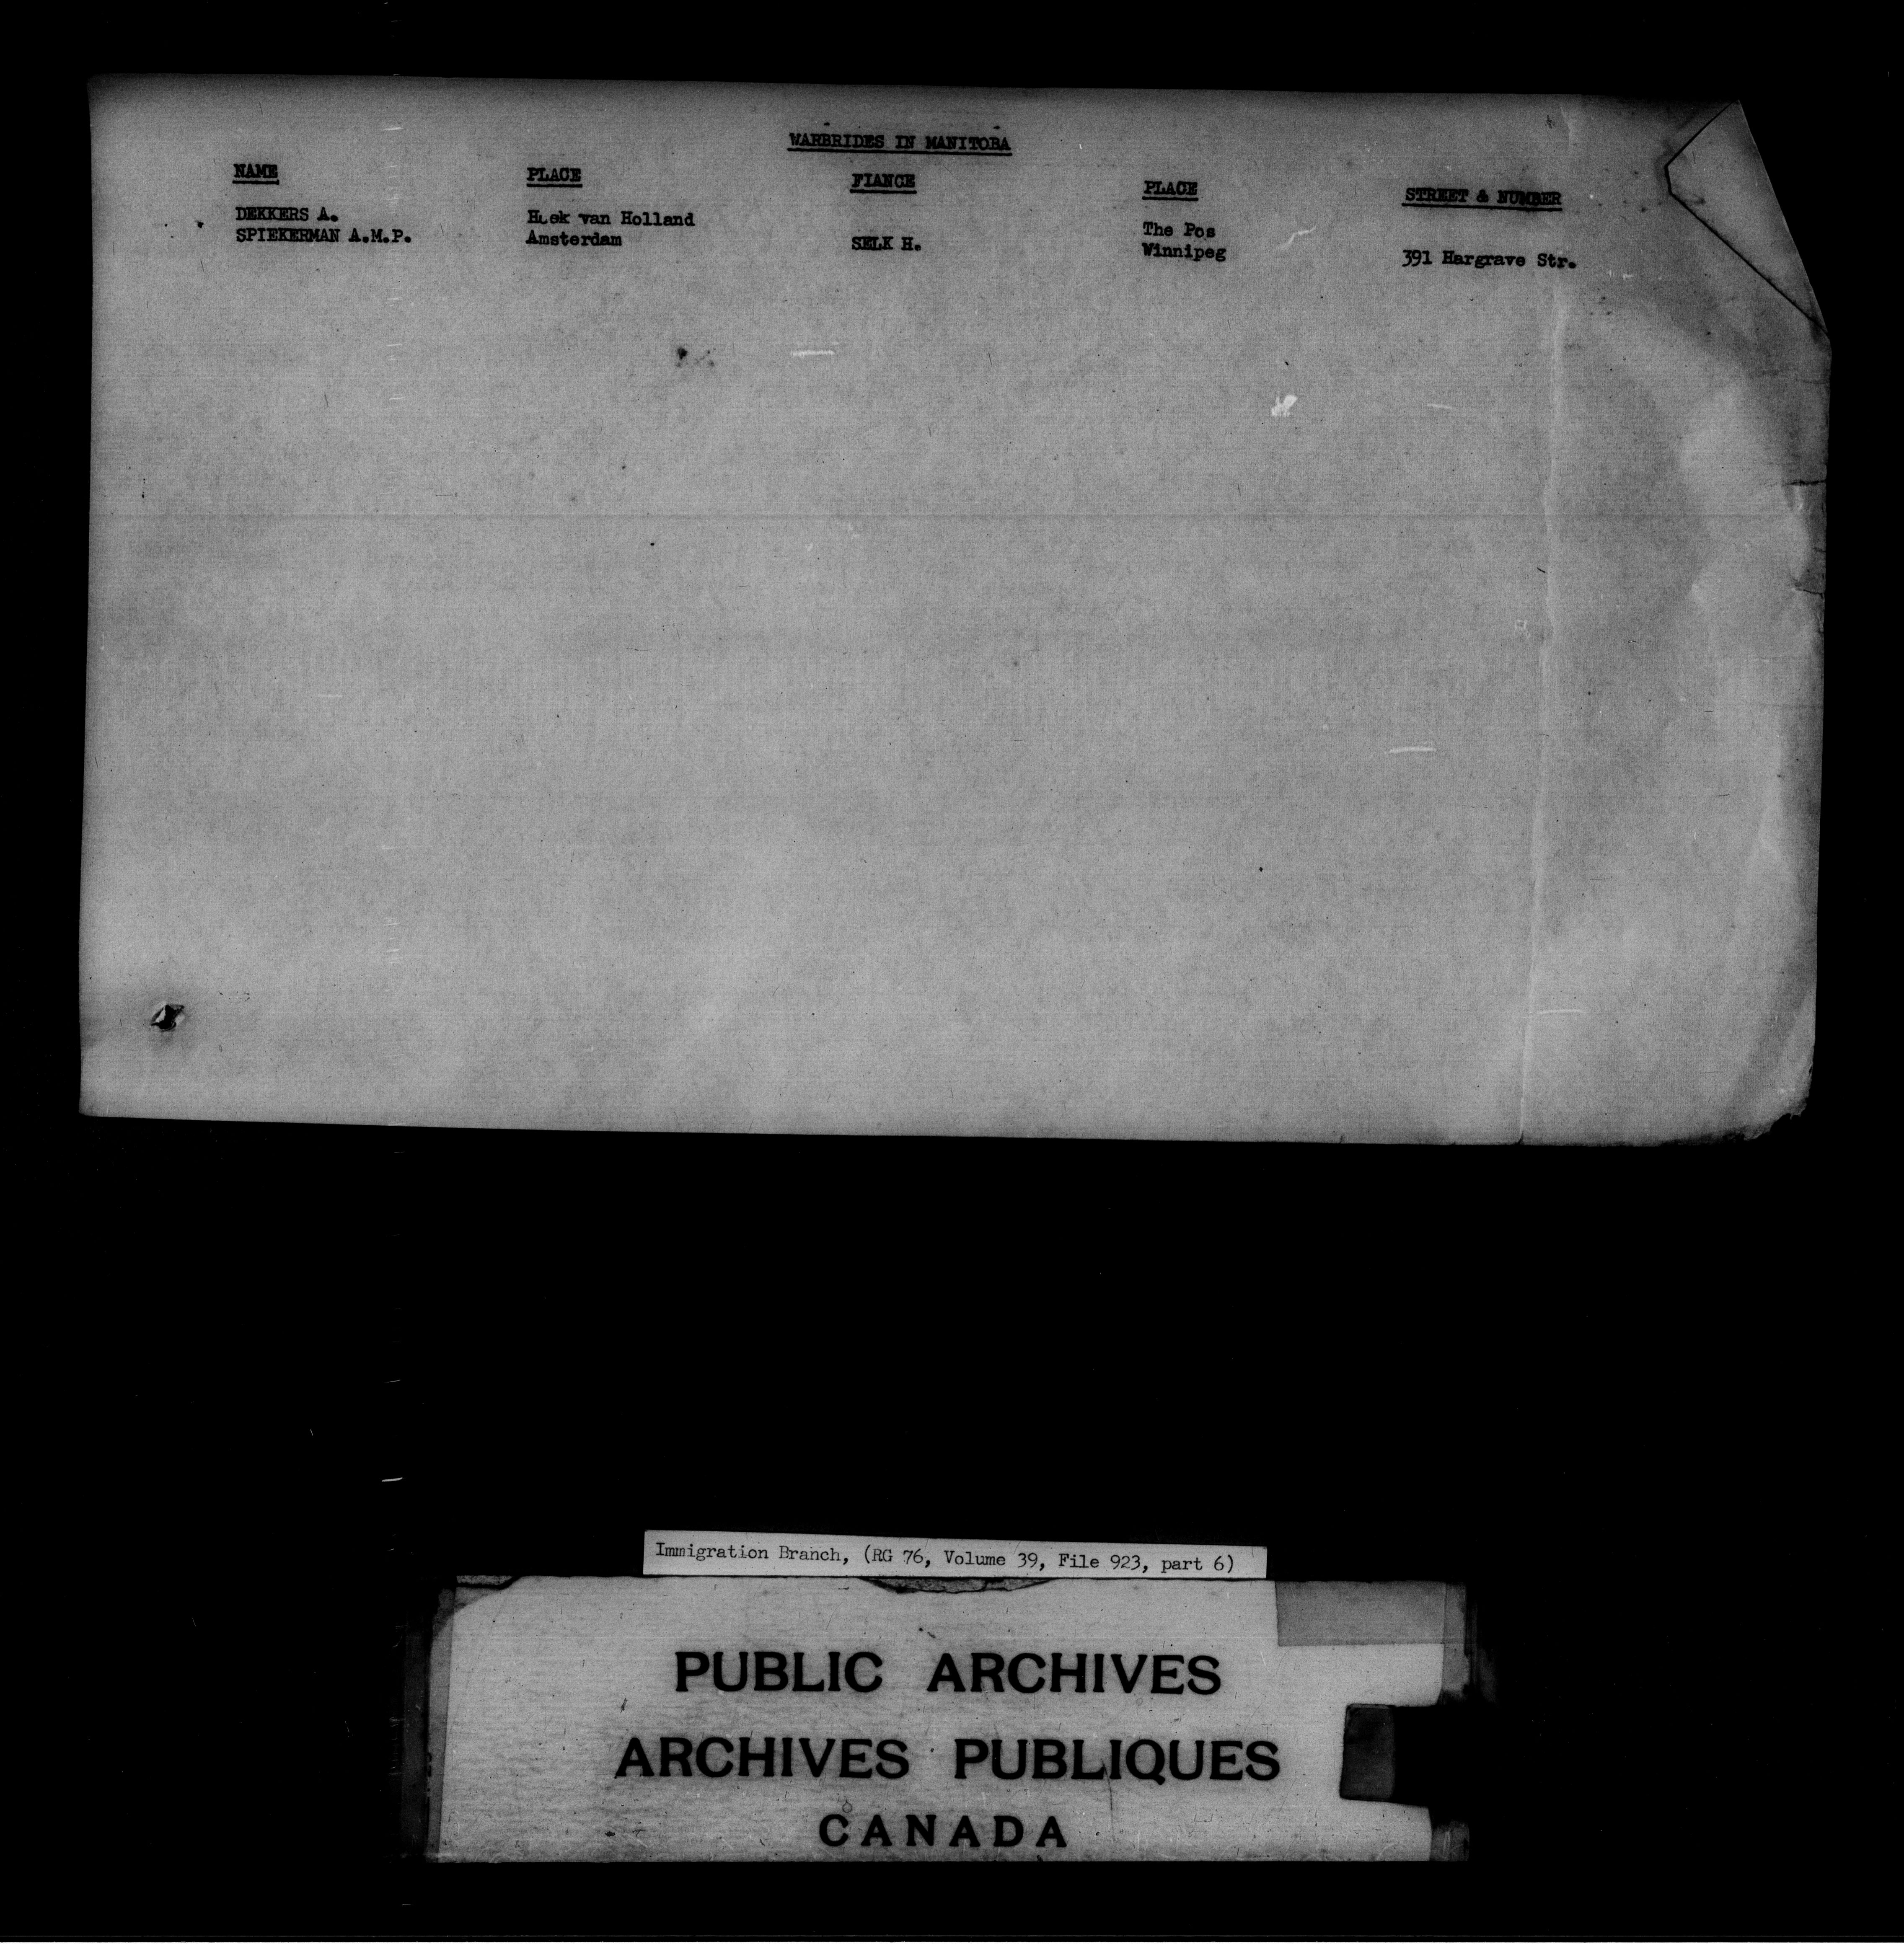 WARBRIDES IN MANITOBA
NAME PLACE FIANCE PLACE STREET & NUMBER
DEKKERS A. Hoek van Holland The Pos
SPIEKERMAN A.M.P. Amsterdam SELK H. Winnipeg 391 Hargrave Str.
Immigration Branch, (RG 76, Volume 39, File 923, part 6)
PUBLIC ARCHIVES
ARCHIVES PUBLIQUES
CANADA